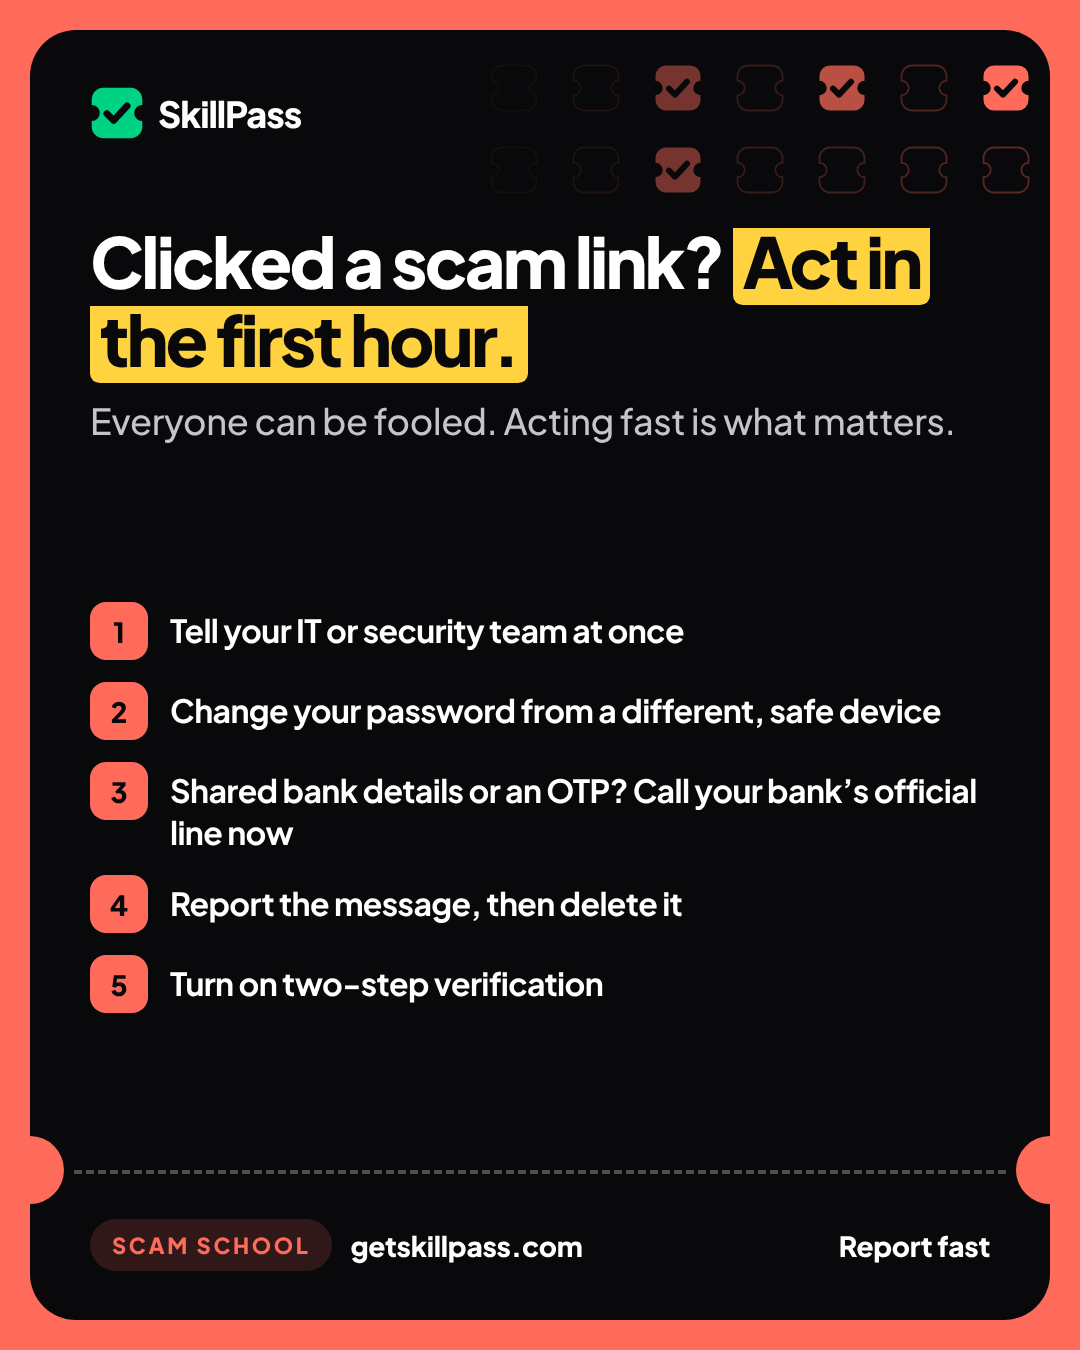 SkillPass
Clicked a scam link? Act in
the first hour.
Everyone can be fooled. Acting fast is what matters.
1 Tell your IT or security team at once
2 Change your password from a different, safe device
3 Shared bank details or an OTP? Call your bank’s official
line now
4 Report the message, then delete it
5 Turn on two-step verification
SCAM SCHOOL getskillpass.com Report fast